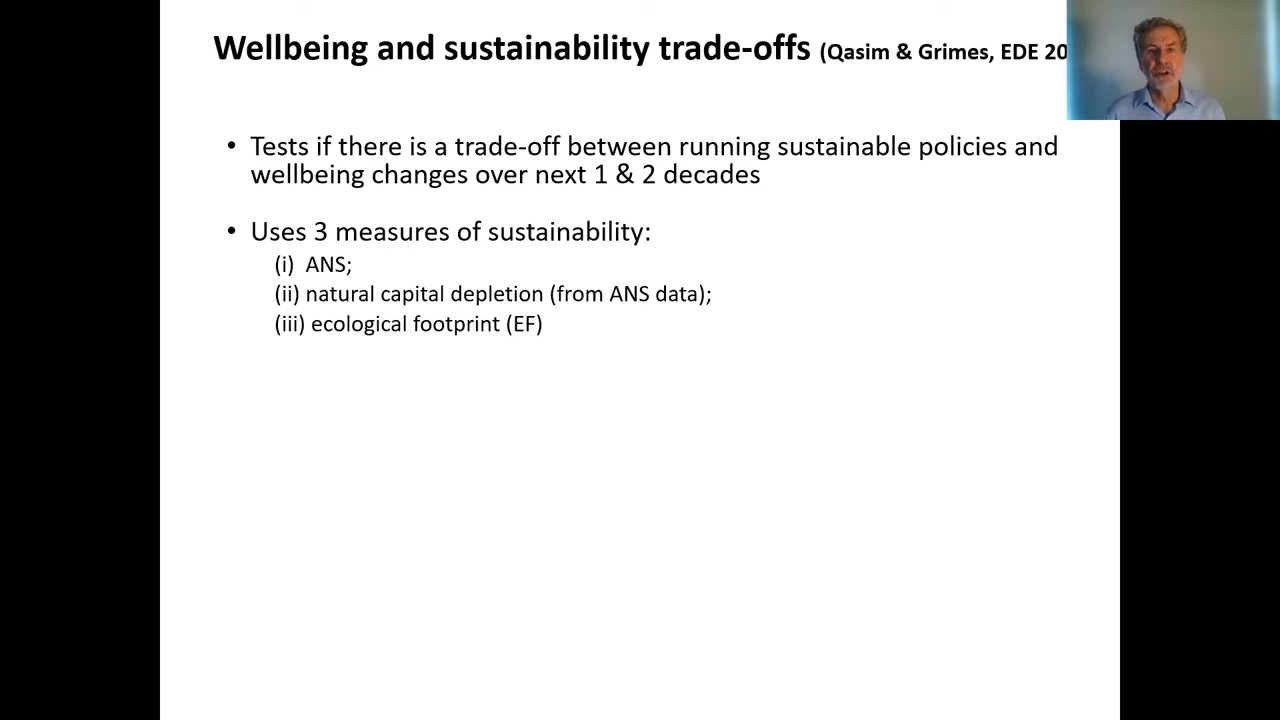 Wellbeing and sustainability trade-offs (Qasim & Grimes, EDE 20
• Tests if there is a trade-off between running sustainable policies and
wellbeing changes over next 1 & 2 decades
• Uses 3 measures of sustainability:
(i) ANS;
(ii) natural capital depletion (from ANS data);
(iii) ecological footprint (EF)